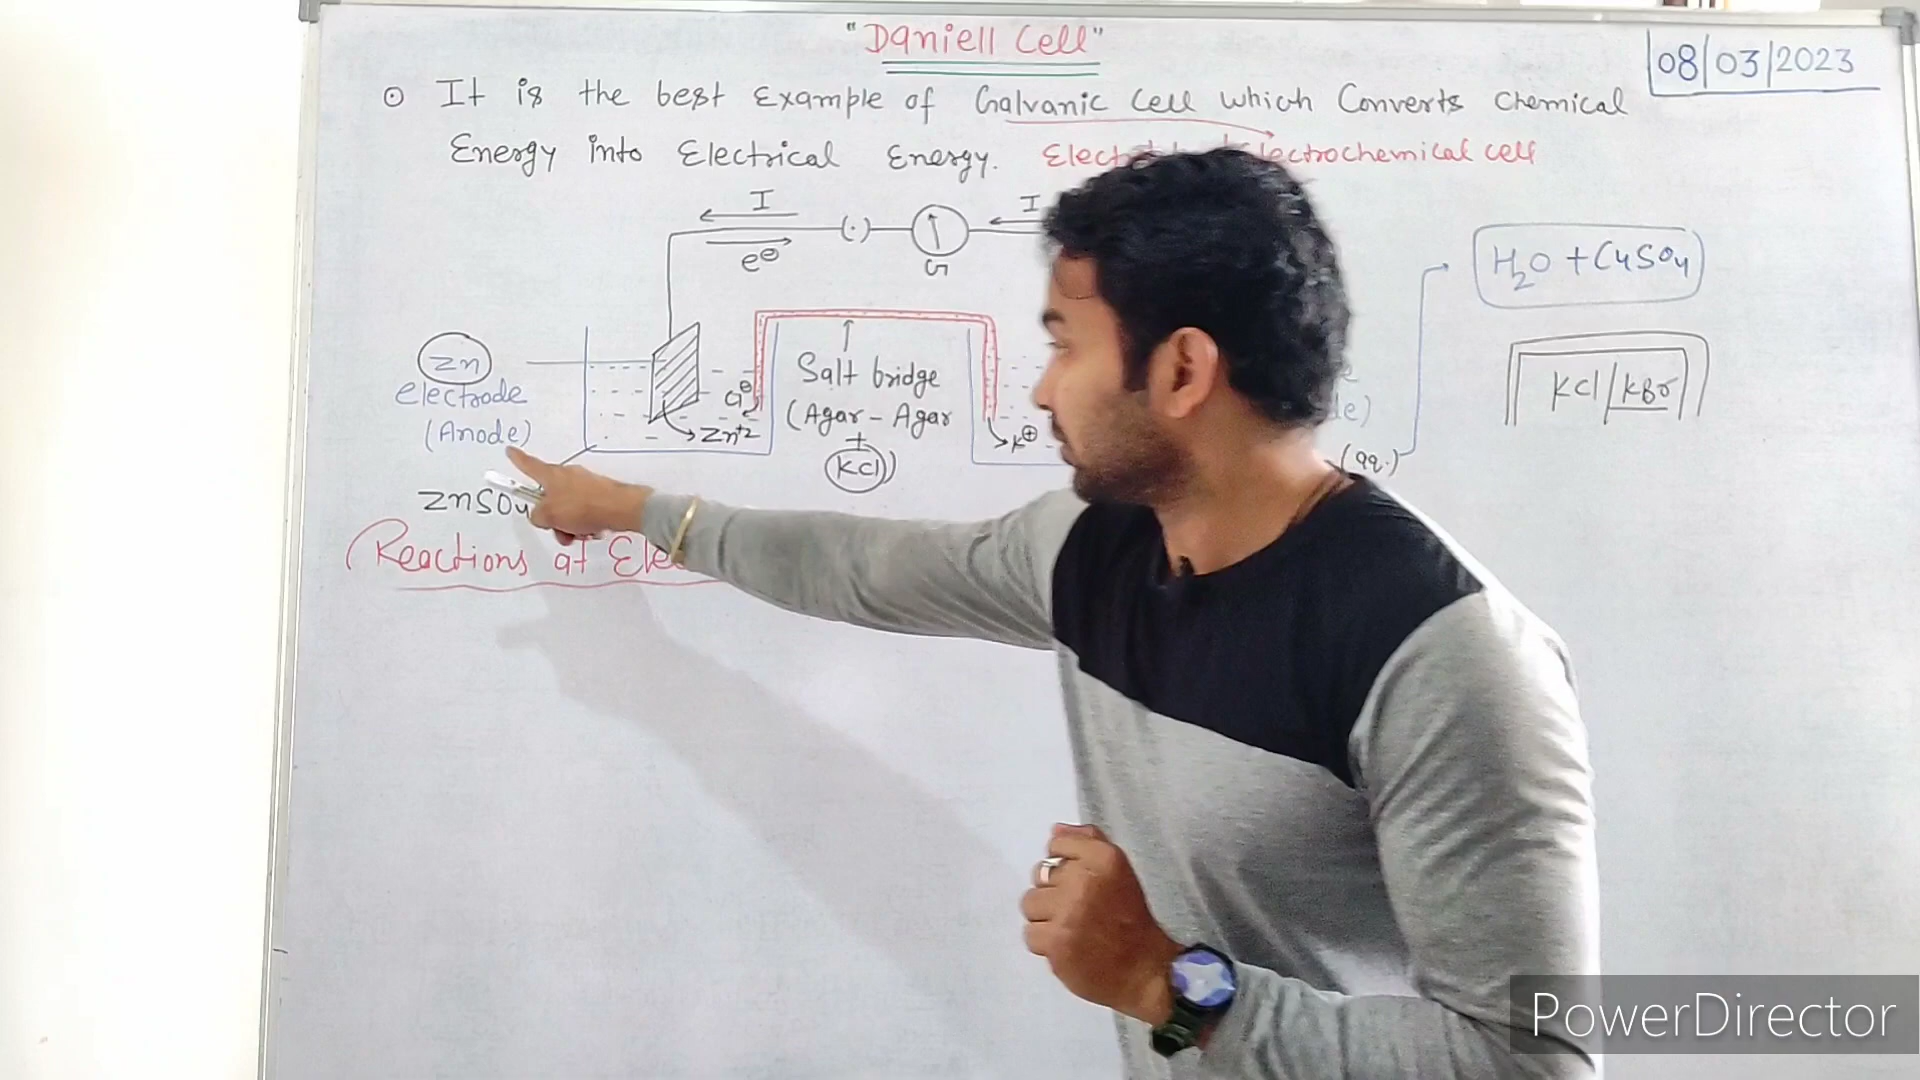 "Daniell Cell"
08/03/2023
⊙ It is the best Example of Galvanic Cell which Converts Chemical
Energy into Electrical Energy. Electrochemical cell
I
I
e⊖
(·)
G
H₂O + CuSO₄
Zn
electrode
(Anode)
Cl⊖
Zn+2
Salt bridge
(Agar-Agar
+
KCl)
K⊕
(aq.)
KCl/KBr
ZnSO₄
Reactions at
PowerDirector